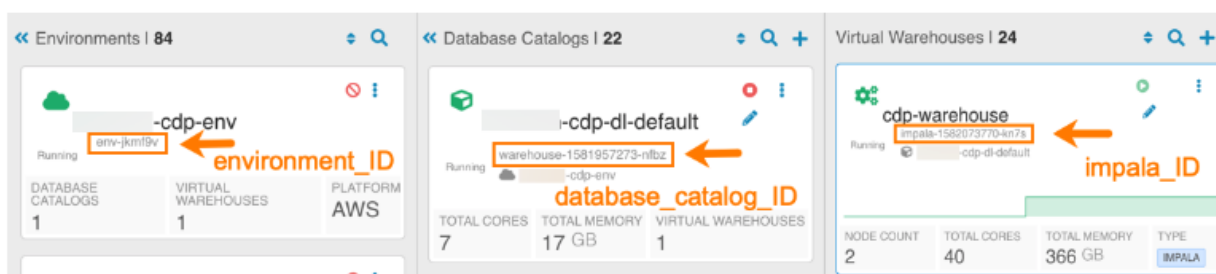 Environments | 84
-cdp-env
env-jkmf9v
Running
environment_ID
DATABASE CATALOGS
1
VIRTUAL WAREHOUSES
1
PLATFORM
AWS
Database Catalogs | 22
-cdp-dl-default
warehouse-1581957273-nfbz
Running
-cdp-env
database_catalog_ID
TOTAL CORES
7
TOTAL MEMORY
17 GB
VIRTUAL WAREHOUSES
1
Virtual Warehouses | 24
cdp-warehouse
impala-1582073770-kn7s
Running
-cdp-dl-default
impala_ID
NODE COUNT
2
TOTAL CORES
40
TOTAL MEMORY
366 GB
TYPE
IMPALA